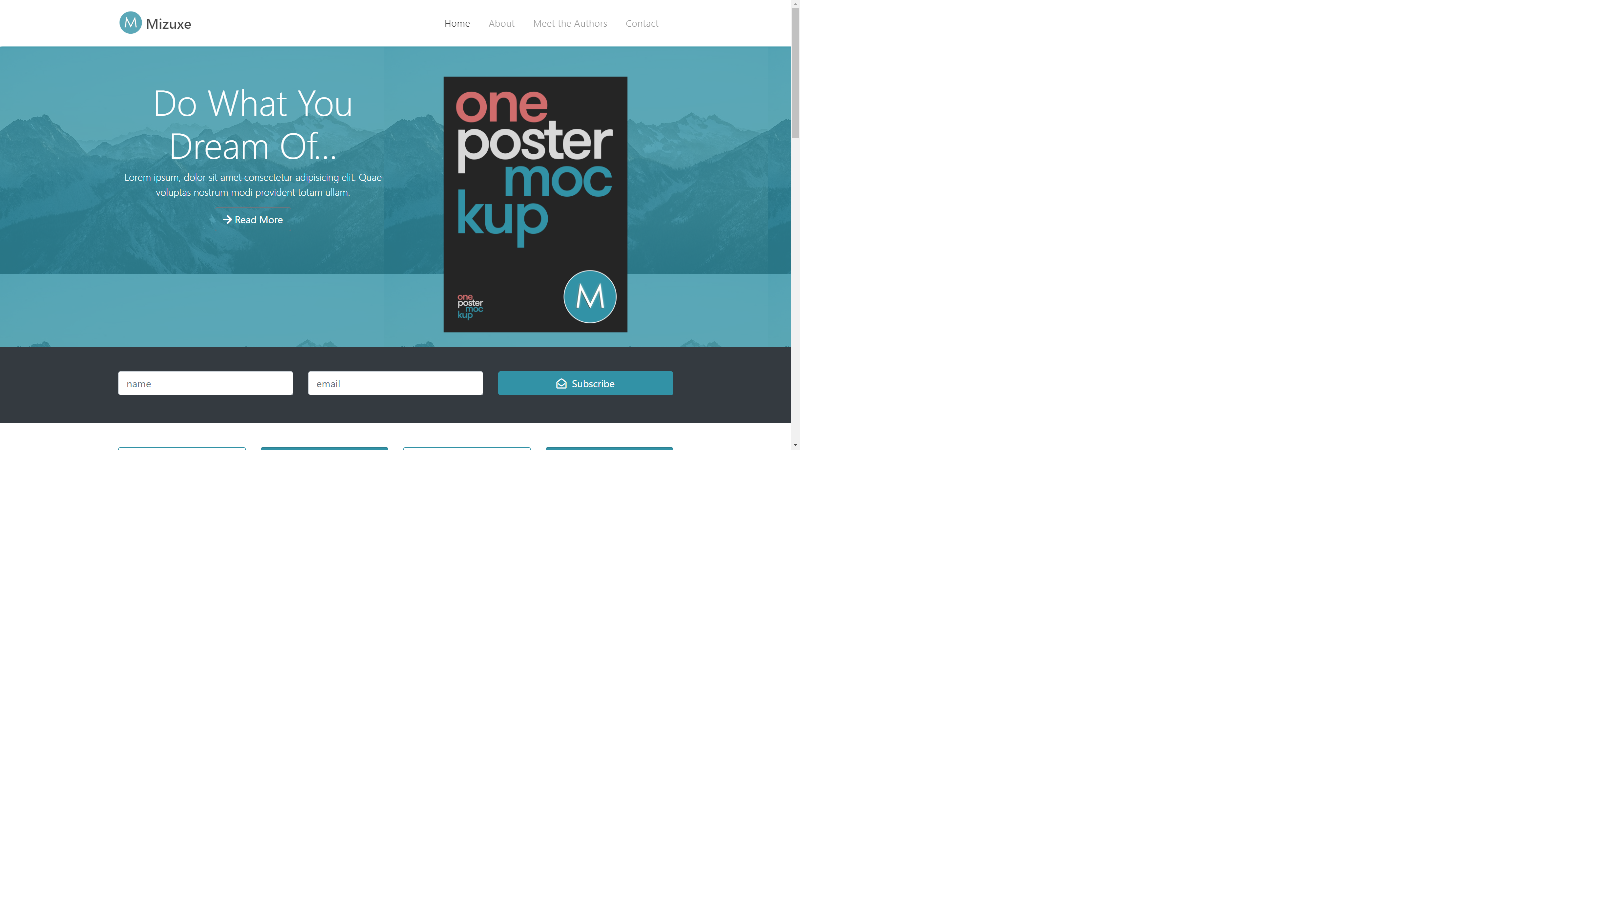 M Mizuxe
Home About Meet the Authors Contact
Do What You
Dream Of...
Lorem ipsum, dolor sit amet consectetur adipisicing elit. Quae
voluptas nostrum modi provident totam ullam.
Read More
one
poster
moc
kup
one
poster
moc
kup
M
name
email
Subscribe